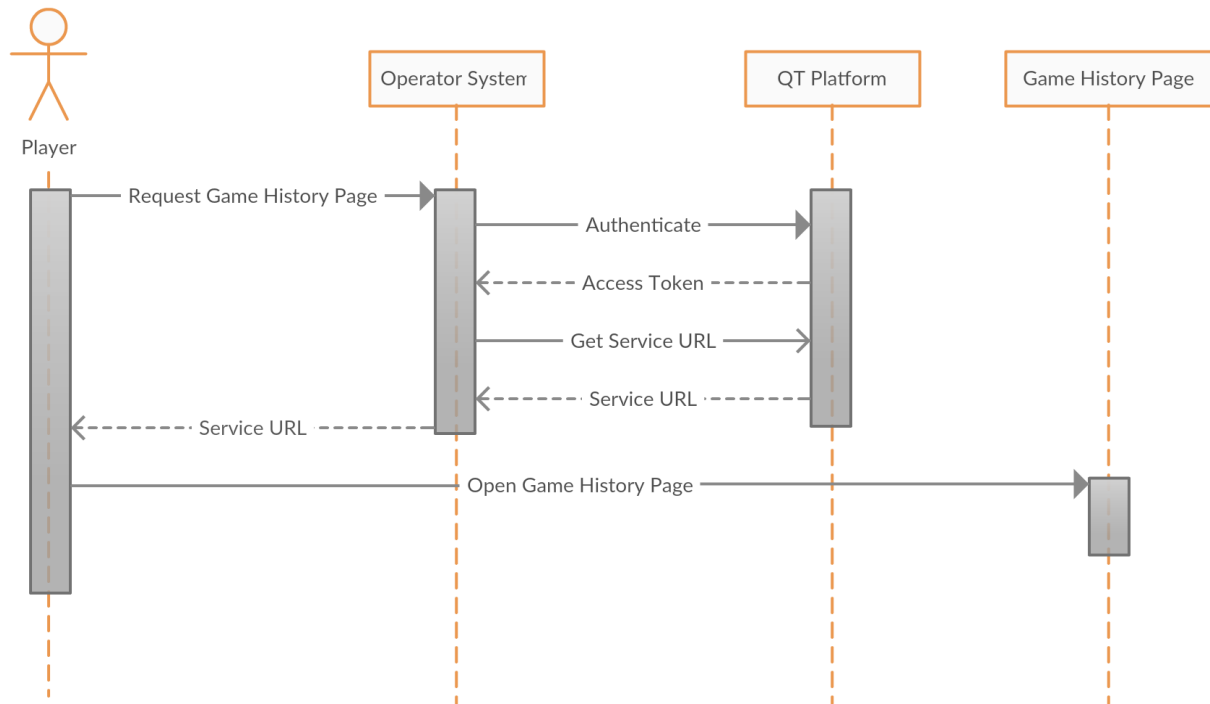 Operator System
QT Platform
Game History Page
Player
Request Game History Page
Authenticate
Access Token
Get Service URL
Service URL
Service URL
Open Game History Page